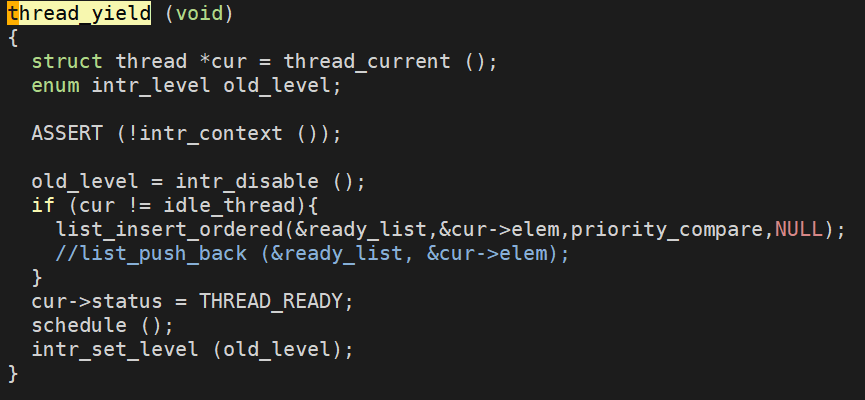 thread_yield (void)
{
  struct thread *cur = thread_current ();
  enum intr_level old_level;

  ASSERT (!intr_context ());

  old_level = intr_disable ();
  if (cur != idle_thread){
    list_insert_ordered(&ready_list,&cur->elem,priority_compare,NULL);
    //list_push_back (&ready_list, &cur->elem);
  }
  cur->status = THREAD_READY;
  schedule ();
  intr_set_level (old_level);
}